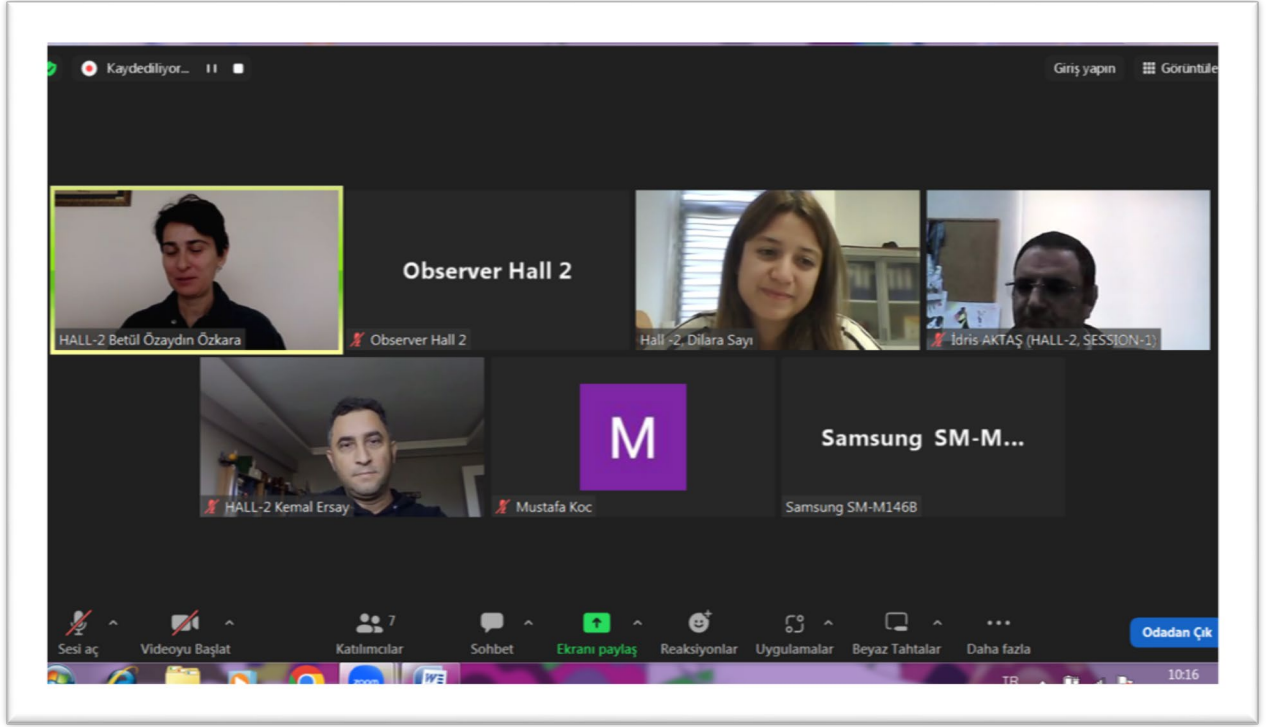 Kaydediliyor...
Giriş yapın
Görüntüle
HALL-2 Betül Özaydın Özkara
Observer Hall 2
Observer Hall 2
Hall -2, Dilara Sayı
İdris AKTAŞ (HALL-2, SESSION-1)
HALL-2 Kemal Ersay
M
Mustafa Koc
Samsung SM-M...
Samsung SM-M146B
7
Sesi aç
Videoyu Başlat
Katılımcılar
Sohbet
Ekranı paylaş
Reaksiyonlar
Uygulamalar
Beyaz Tahtalar
Daha fazla
Odadan Çık
zoom
W
TR
10:16